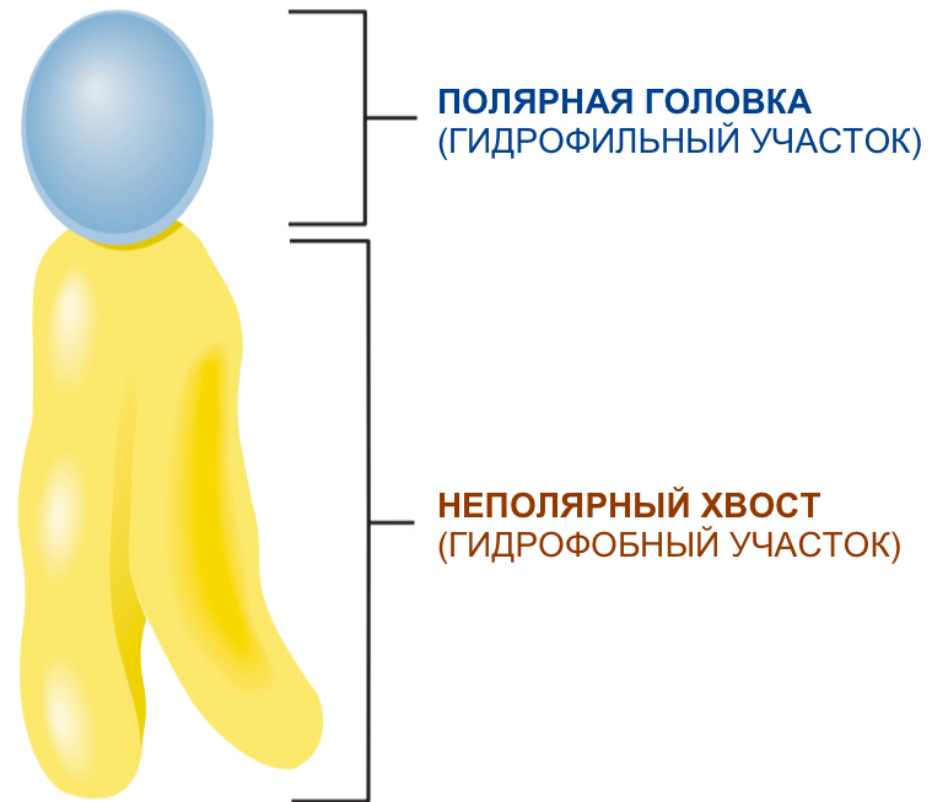 ПОЛЯРНАЯ ГОЛОВКА
(ГИДРОФИЛЬНЫЙ УЧАСТОК)
НЕПОЛЯРНЫЙ ХВОСТ
(ГИДРОФОБНЫЙ УЧАСТОК)